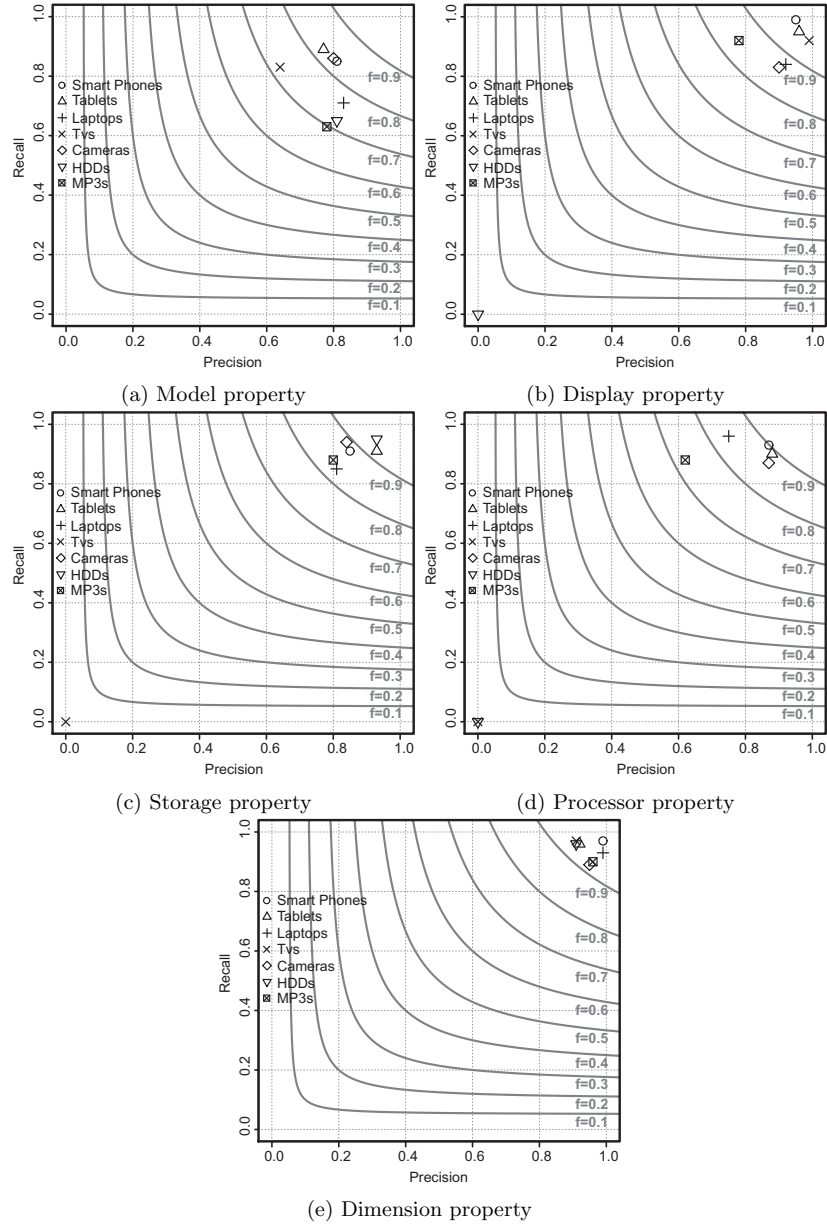 1.0
0.8
0.6
0.4
0.2
0.0
Recall
Smart Phones
Tablets
Laptops
Tvs
Cameras
HDDs
MP3s
f=0.9
f=0.8
f=0.7
f=0.6
f=0.5
f=0.4
f=0.3
f=0.2
f=0.1
0.0 0.2 0.4 0.6 0.8 1.0
Precision
(a) Model property
1.0
0.8
0.6
0.4
0.2
0.0
Recall
Smart Phones
Tablets
Laptops
Tvs
Cameras
HDDs
MP3s
f=0.9
f=0.8
f=0.7
f=0.6
f=0.5
f=0.4
f=0.3
f=0.2
f=0.1
0.0 0.2 0.4 0.6 0.8 1.0
Precision
(b) Display property
1.0
0.8
0.6
0.4
0.2
0.0
Recall
Smart Phones
Tablets
Laptops
Tvs
Cameras
HDDs
MP3s
f=0.9
f=0.8
f=0.7
f=0.6
f=0.5
f=0.4
f=0.3
f=0.2
f=0.1
0.0 0.2 0.4 0.6 0.8 1.0
Precision
(c) Storage property
1.0
0.8
0.6
0.4
0.2
0.0
Recall
Smart Phones
Tablets
Laptops
Tvs
Cameras
HDDs
MP3s
f=0.9
f=0.8
f=0.7
f=0.6
f=0.5
f=0.4
f=0.3
f=0.2
f=0.1
0.0 0.2 0.4 0.6 0.8 1.0
Precision
(d) Processor property
1.0
0.8
0.6
0.4
0.2
0.0
Recall
Smart Phones
Tablets
Laptops
Tvs
Cameras
HDDs
MP3s
f=0.9
f=0.8
f=0.7
f=0.6
f=0.5
f=0.4
f=0.3
f=0.2
f=0.1
0.0 0.2 0.4 0.6 0.8 1.0
Precision
(e) Dimension property